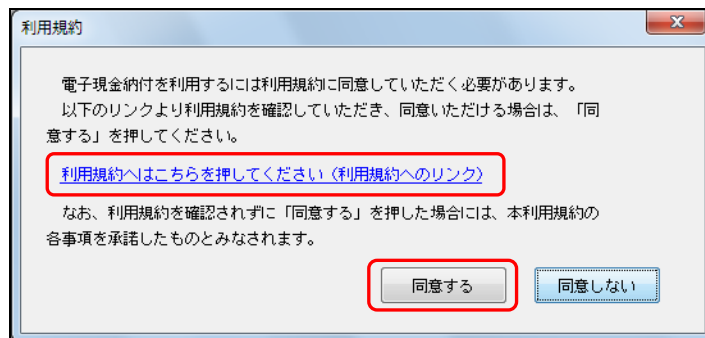 利用規約
電子現金納付を利用するには利用規約に同意していただく必要があります。
以下のリンクより利用規約を確認していただき、同意いただける場合は、「同
意する」を押してください。
利用規約へはこちらを押してください（利用規約へのリンク）
なお、利用規約を確認されずに「同意する」を押した場合には、本利用規約の
各事項を承諾したものとみなされます。
同意する
同意しない